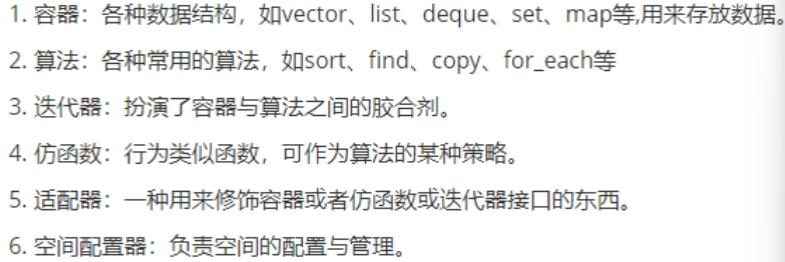 1. 容器：各种数据结构，如vector、list、deque、set、map等,用来存放数据。
2. 算法：各种常用的算法，如sort、find、copy、for_each等
3. 迭代器：扮演了容器与算法之间的胶合剂。
4. 仿函数：行为类似函数，可作为算法的某种策略。
5. 适配器：一种用来修饰容器或者仿函数或迭代器接口的东西。
6. 空间配置器：负责空间的配置与管理。